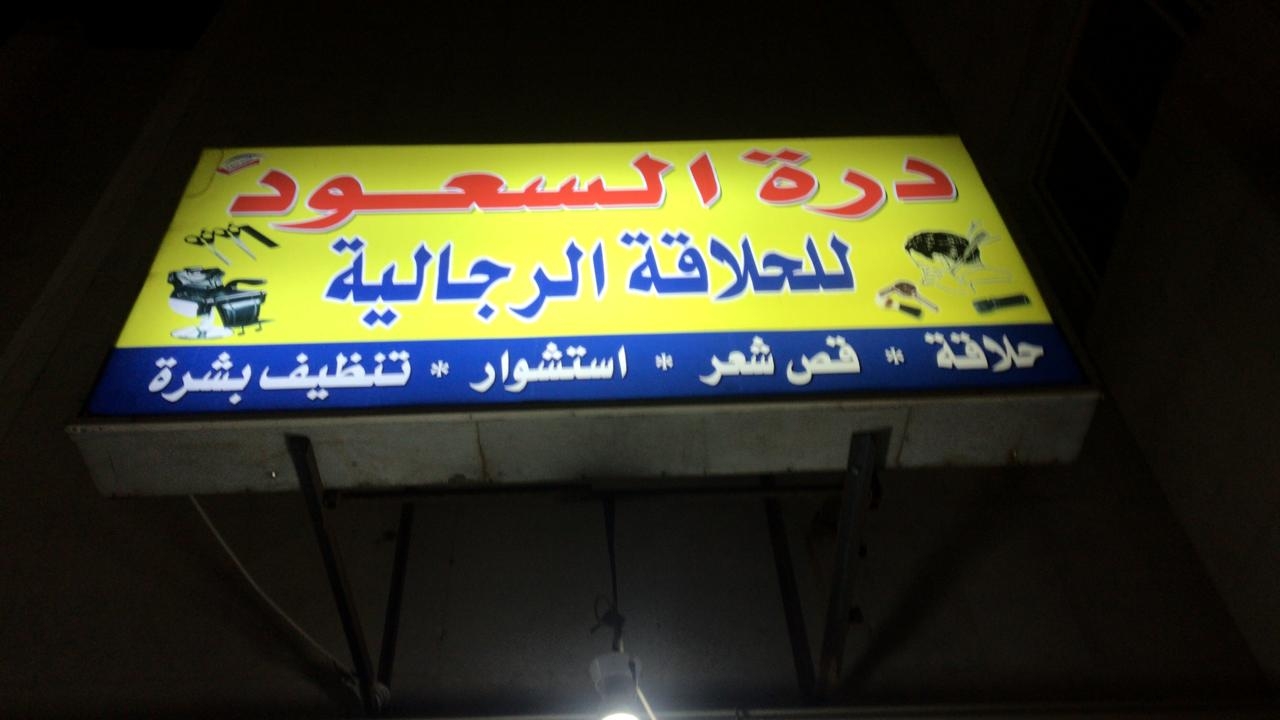 درة السعود
للحلاقة الرجالية
حلاقة * قص شعر * استشوار * تنظيف بشرة